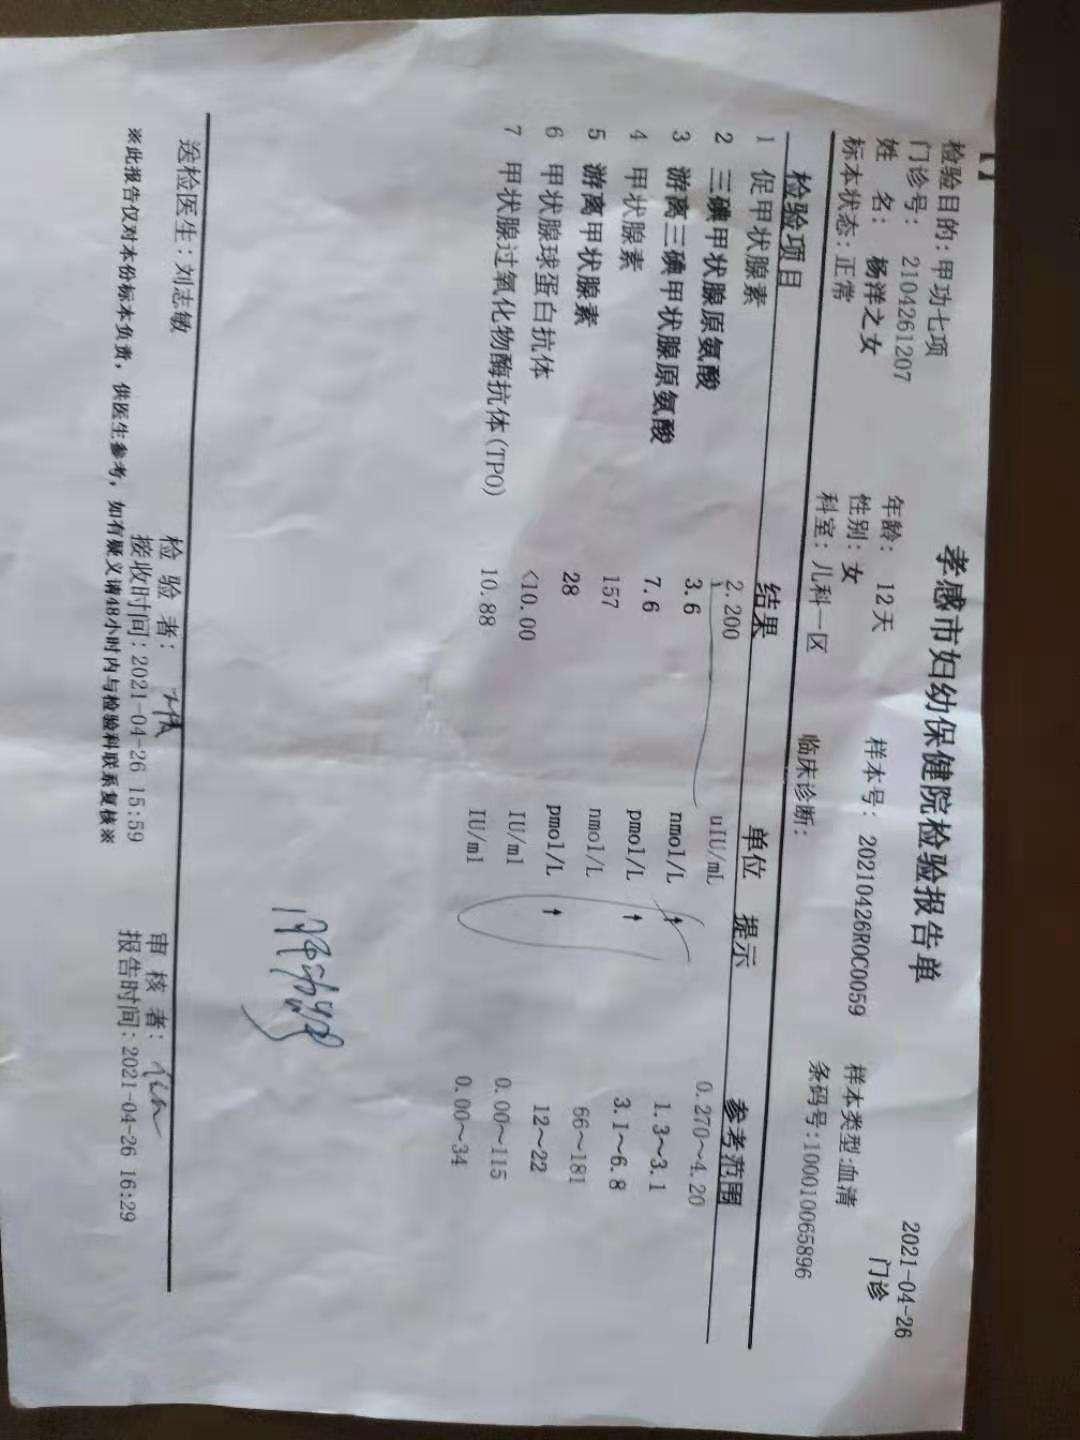 孝感市妇幼保健院检验报告单
2021-04-26
检验目的：甲功七项
门诊
门诊号： 2104261207 年龄： 12天 样本号： 20210426ROC0059 样本类型：血清
姓 名： 杨洋之女 性别：女 条码号：100010065896
标本状态：正常 科室：儿科一区 临床诊断：
检验项目 结果 单位 提示 参考范围
1 促甲状腺素 2.200 uIU/mL 0.270～4.20
2 三碘甲状腺原氨酸 3.6 nmol/L ↑ 1.3～3.1
3 游离三碘甲状腺原氨酸 7.6 pmol/L ↑ 3.1～6.8
4 甲状腺素 157 nmol/L 66～181
5 游离甲状腺素 28 pmol/L ↑ 12～22
6 甲状腺球蛋白抗体 <10.00 IU/ml 0.00～115
7 甲状腺过氧化物酶抗体(TPO) 10.88 IU/ml 0.00～34
送检医生：刘志敏 检 验 者： 审 核 者：
接收时间：2021-04-26 15:59 报告时间：2021-04-26 16:29
※此报告仅对本份标本负责，供医生参考，如有疑义请48小时内与检验科联系复核※